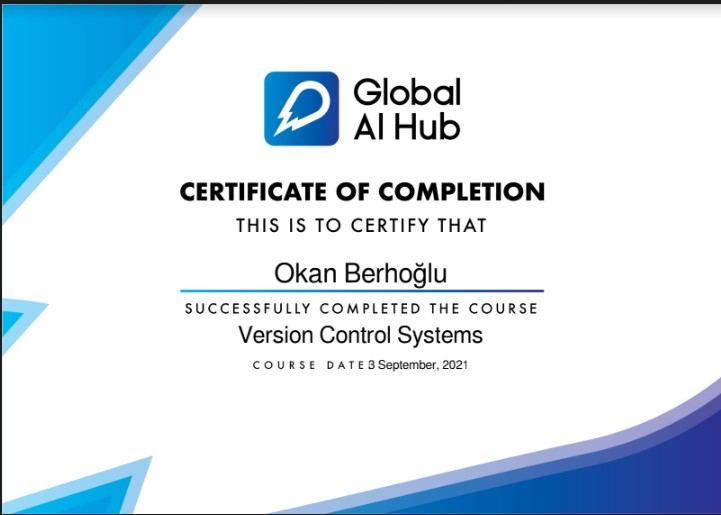 Global
AI Hub
CERTIFICATE OF COMPLETION
THIS IS TO CERTIFY THAT
Okan Berhoğlu
SUCCESSFULLY COMPLETED THE COURSE
Version Control Systems
COURSE DATE 3 September, 2021